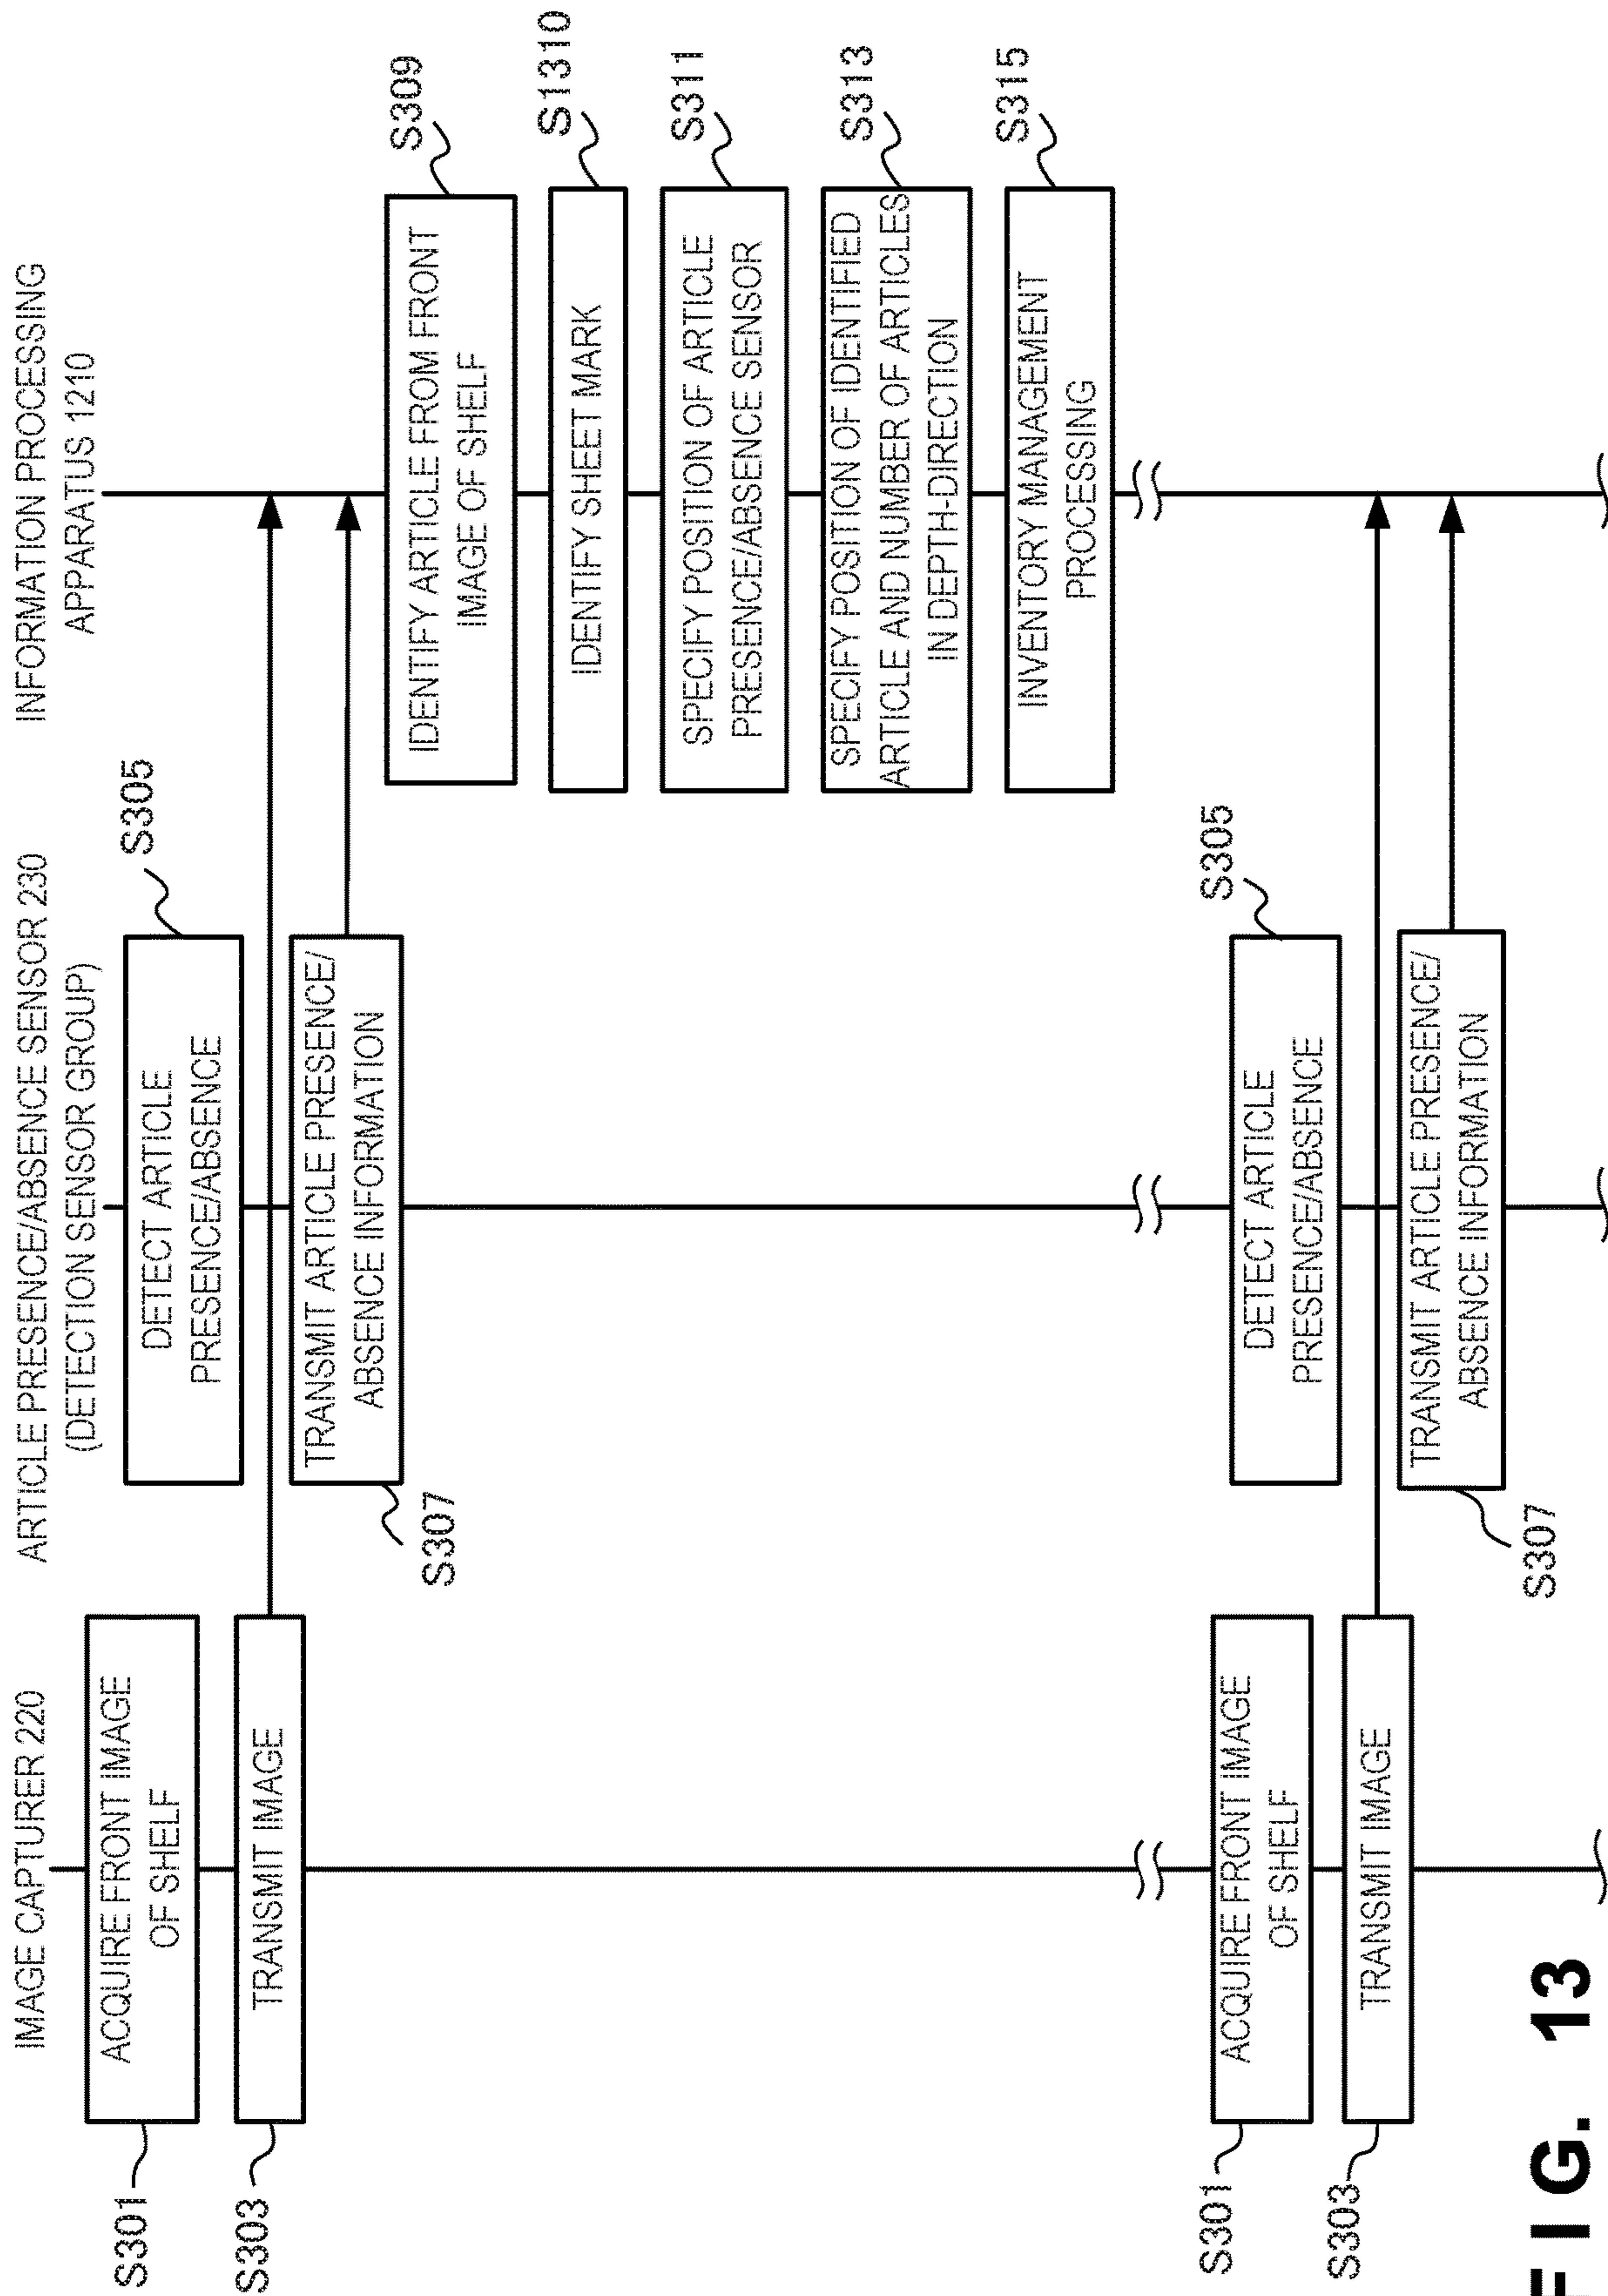 IMAGE CAPTURER 220
ARTICLE PRESENCE/ABSENCE SENSOR 230
(DETECTION SENSOR GROUP)
INFORMATION PROCESSING
APPARATUS 1210
S301
ACQUIRE FRONT IMAGE
OF SHELF
DETECT ARTICLE
PRESENCE/ABSENCE
S305
S303
TRANSMIT IMAGE
TRANSMIT ARTICLE PRESENCE/
ABSENCE INFORMATION
S307
IDENTIFY ARTICLE FROM FRONT
IMAGE OF SHELF
S309
IDENTIFY SHEET MARK
S1310
SPECIFY POSITION OF ARTICLE
PRESENCE/ABSENCE SENSOR
S311
SPECIFY POSITION OF IDENTIFIED
ARTICLE AND NUMBER OF ARTICLES
IN DEPTH-DIRECTION
S313
INVENTORY MANAGEMENT
PROCESSING
S315
S301
ACQUIRE FRONT IMAGE
OF SHELF
DETECT ARTICLE
PRESENCE/ABSENCE
S305
S303
TRANSMIT IMAGE
TRANSMIT ARTICLE PRESENCE/
ABSENCE INFORMATION
S307
FIG. 13